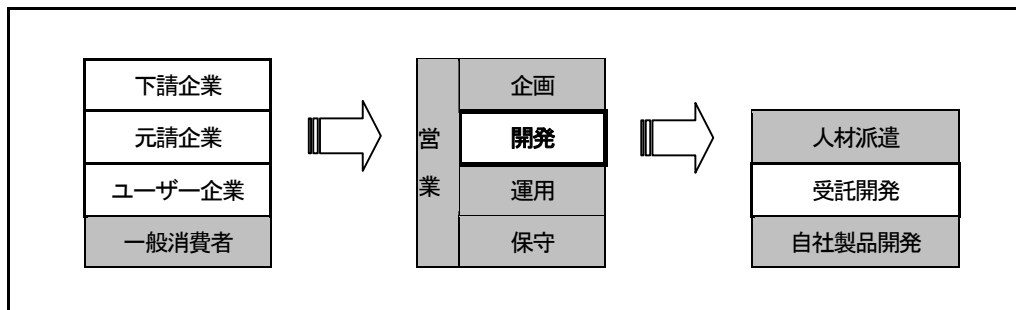 下請企業
元請企業
ユーザー企業
一般消費者
営業
企画
開発
運用
保守
人材派遣
受託開発
自社製品開発